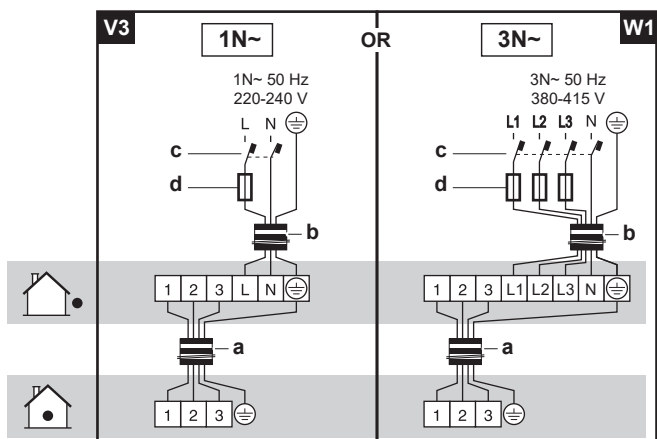 V3
1N~
OR
3N~
W1
1N~ 50 Hz
220-240 V
L N
c
d
b
1 2 3 L N
a
1 2 3
3N~ 50 Hz
380-415 V
L1 L2 L3 N
c
d
b
1 2 3 L1 L2 L3 N
a
1 2 3